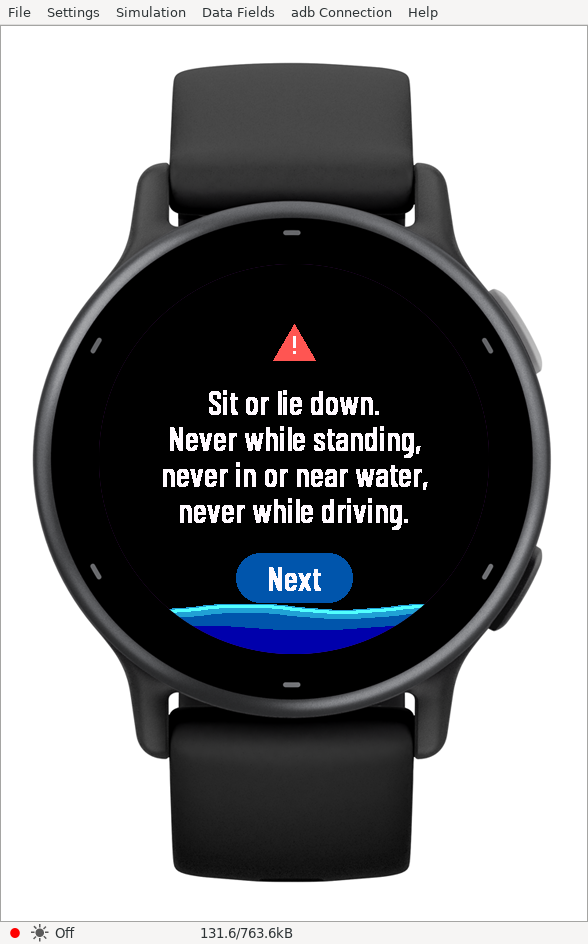 File Settings Simulation Data Fields adb Connection Help
!
Sit or lie down.
Never while standing,
never in or near water,
never while driving.
Next
Off 131.6/763.6kB